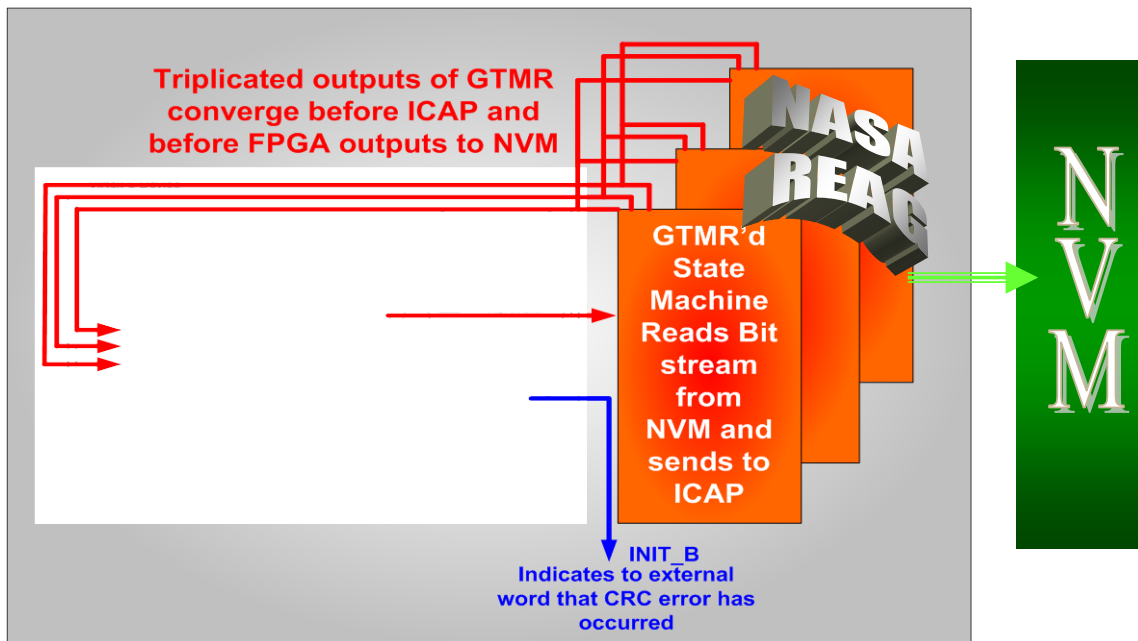 Triplicated outputs of GTMR
converge before ICAP and
before FPGA outputs to NVM
NASA
REAG
GTMR'd
State
Machine
Reads Bit
stream
from
NVM and
sends to
ICAP
NVM
INIT_B
Indicates to external
word that CRC error has
occurred